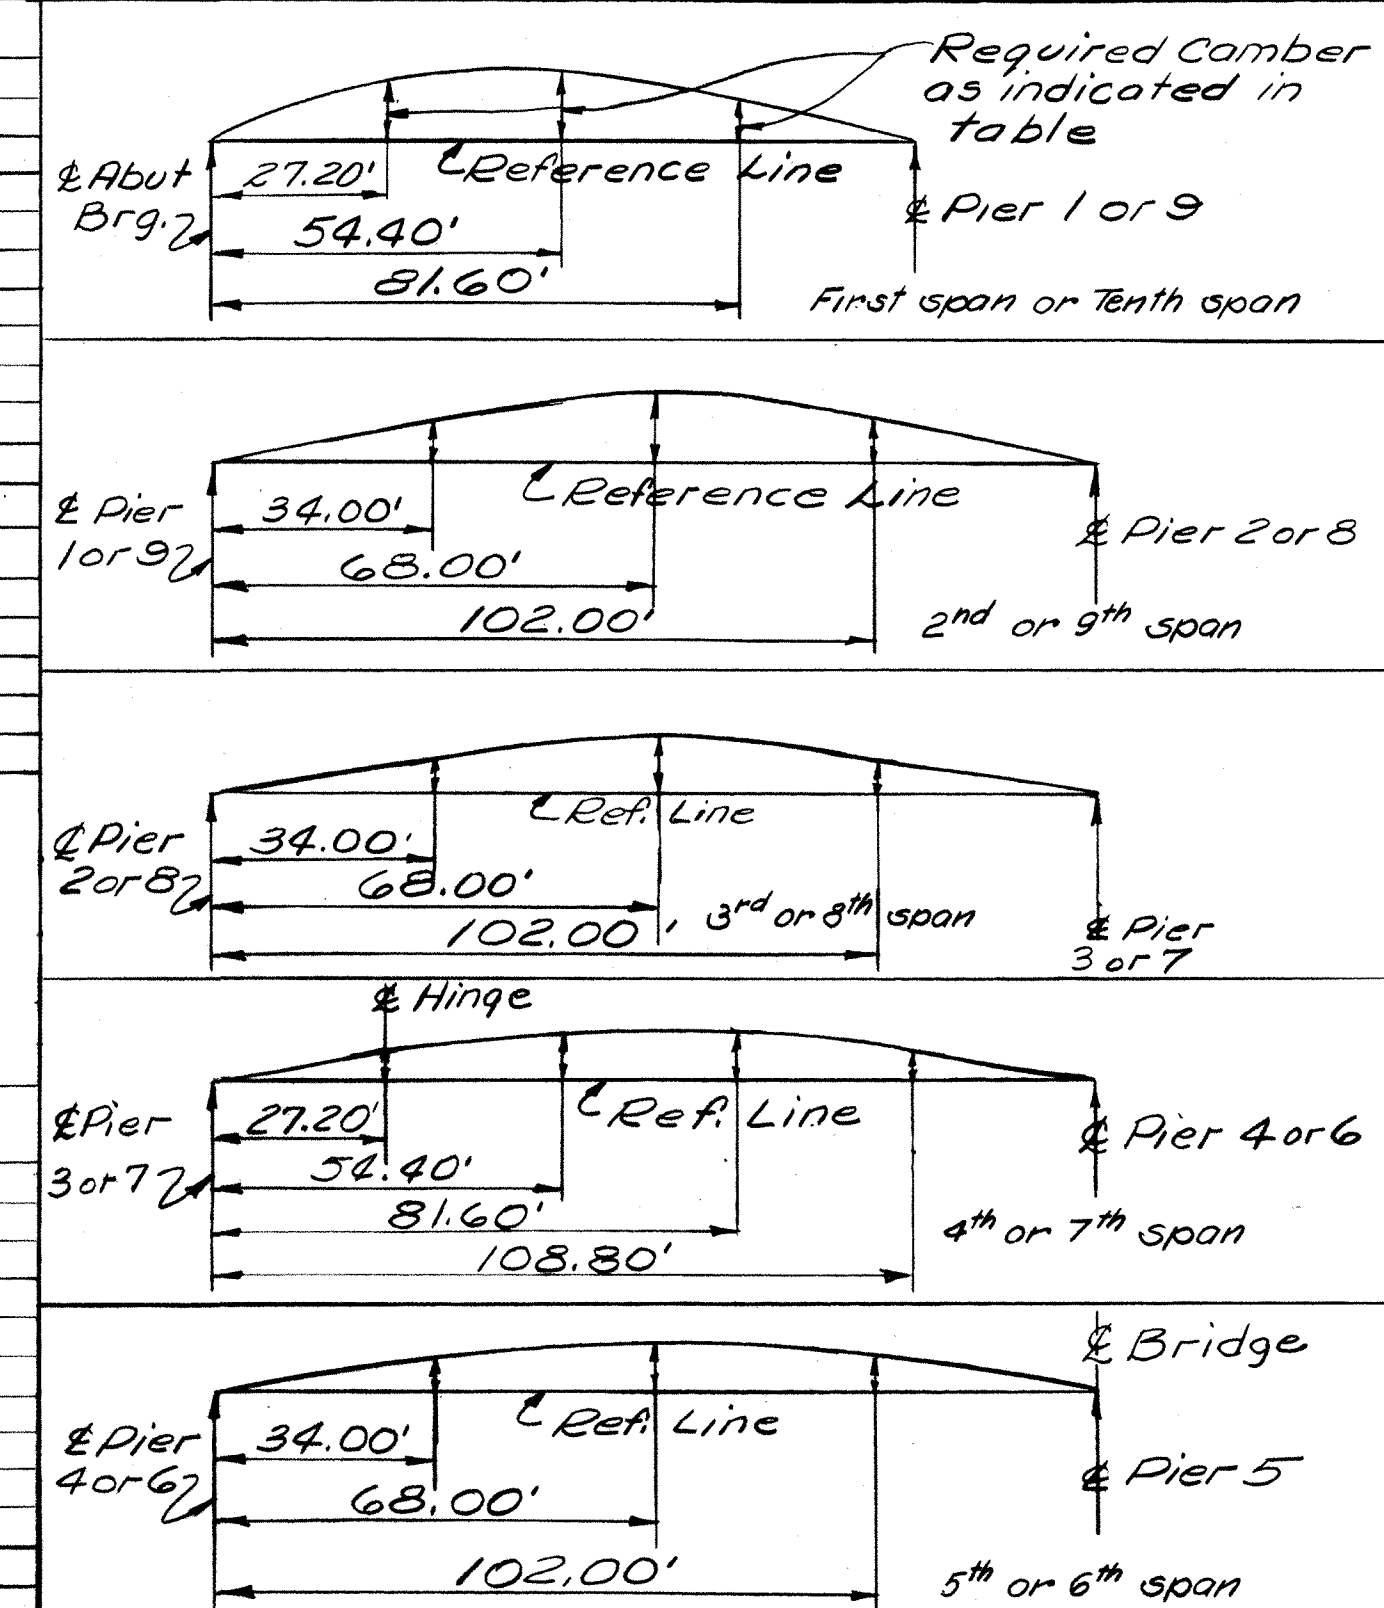 Required Camber
as indicated in
table
℄ Abut
Brg.
27.20'
Reference Line
54.40'
81.60'
℄ Pier 1 or 9
First span or Tenth span
℄ Pier
1 or 9
34.00'
Reference Line
68.00'
102.00'
℄ Pier 2 or 8
2nd or 9th span
℄ Pier
2 or 8
34.00'
Ref. Line
68.00'
102.00'
3rd or 8th span
℄ Pier
3 or 7
℄ Hinge
℄ Pier
3 or 7
27.20'
Ref. Line
54.40'
81.60'
108.80'
℄ Pier 4 or 6
4th or 7th span
℄ Bridge
℄ Pier
4 or 6
34.00'
Ref. Line
68.00'
102.00'
℄ Pier 5
5th or 6th span